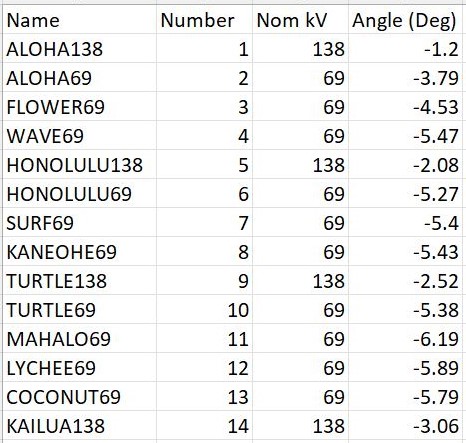 Name Number Nom kV Angle (Deg)
ALOHA138 1 138 -1.2
ALOHA69 2 69 -3.79
FLOWER69 3 69 -4.53
WAVE69 4 69 -5.47
HONOLULU138 5 138 -2.08
HONOLULU69 6 69 -5.27
SURF69 7 69 -5.4
KANEOHE69 8 69 -5.43
TURTLE138 9 138 -2.52
TURTLE69 10 69 -5.38
MAHALO69 11 69 -6.19
LYCHEE69 12 69 -5.89
COCONUT69 13 69 -5.79
KAILUA138 14 138 -3.06